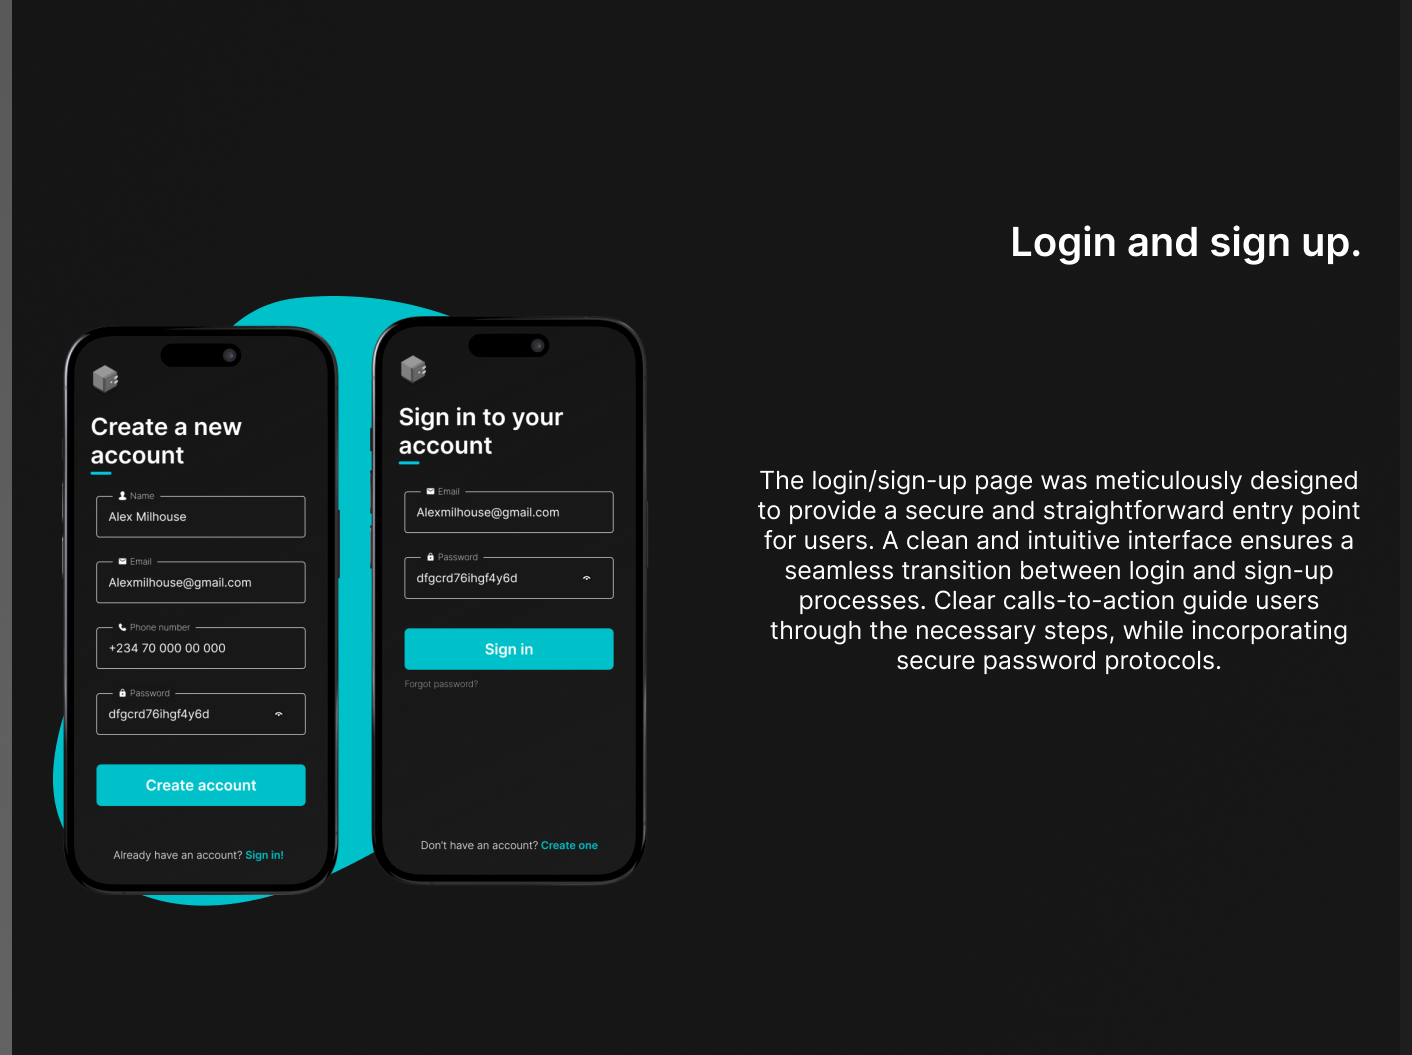 Login and sign up.
Create a new
account
Name
Alex Milhouse
Email
Alexmilhouse@gmail.com
Phone number
+234 70 000 00 000
Password
dfgcrd76ihgf4y6d
Create account
Already have an account? Sign in!
Sign in to your
account
Email
Alexmilhouse@gmail.com
Password
dfgcrd76ihgf4y6d
Sign in
Forgot password?
Don't have an account? Create one
The login/sign-up page was meticulously designed
to provide a secure and straightforward entry point
for users. A clean and intuitive interface ensures a
seamless transition between login and sign-up
processes. Clear calls-to-action guide users
through the necessary steps, while incorporating
secure password protocols.